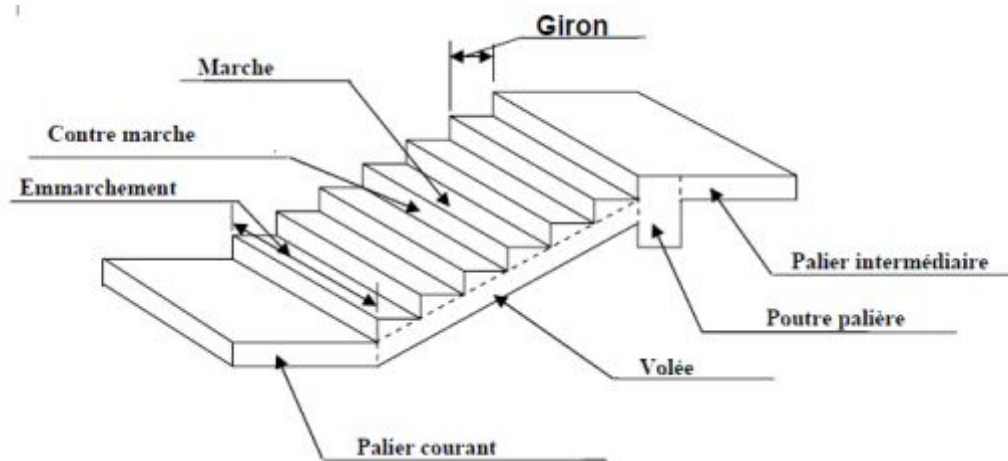 Giron
Marche
Contre marche
Emmarchement
Palier intermédiaire
Poutre palière
Volée
Palier courant